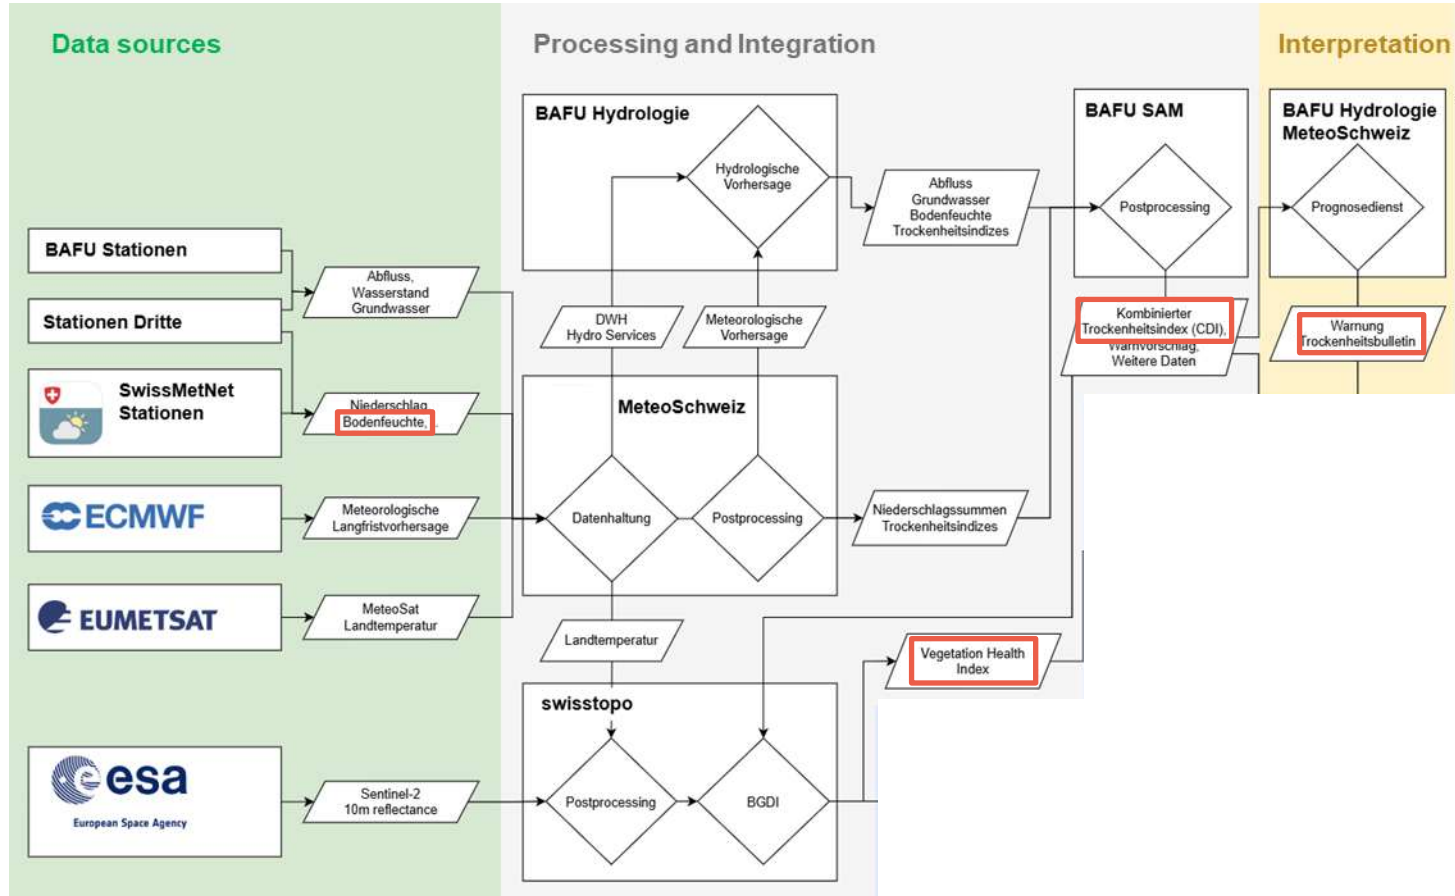 Data sources
Processing and Integration
Interpretation
BAFU Hydrologie
Hydrologische
Vorhersage
BAFU SAM
Postprocessing
BAFU Hydrologie
MeteoSchweiz
Prognosedienst
Abfluss
Grundwasser
Bodenfeuchte
Trockenheitsindizes
BAFU Stationen
Stationen Dritte
Abfluss,
Wasserstand
Grundwasser
SwissMetNet
Stationen
Niederschlag
Bodenfeuchte, .
DWH
Hydro Services
Meteorologische
Vorhersage
Kombinierter
Trockenheitsindex (CDI),
Warnvorschlag,
Weitere Daten
Warnung
Trockenheitsbulletin
MeteoSchweiz
Datenhaltung
Postprocessing
ECMWF
Meteorologische
Langfristvorhersage
Niederschlagssummen
Trockenheitsindizes
EUMETSAT
MeteoSat
Landtemperatur
Landtemperatur
Vegetation Health
Index
swisstopo
Postprocessing
BGDI
esa
European Space Agency
Sentinel-2
10m reflectance